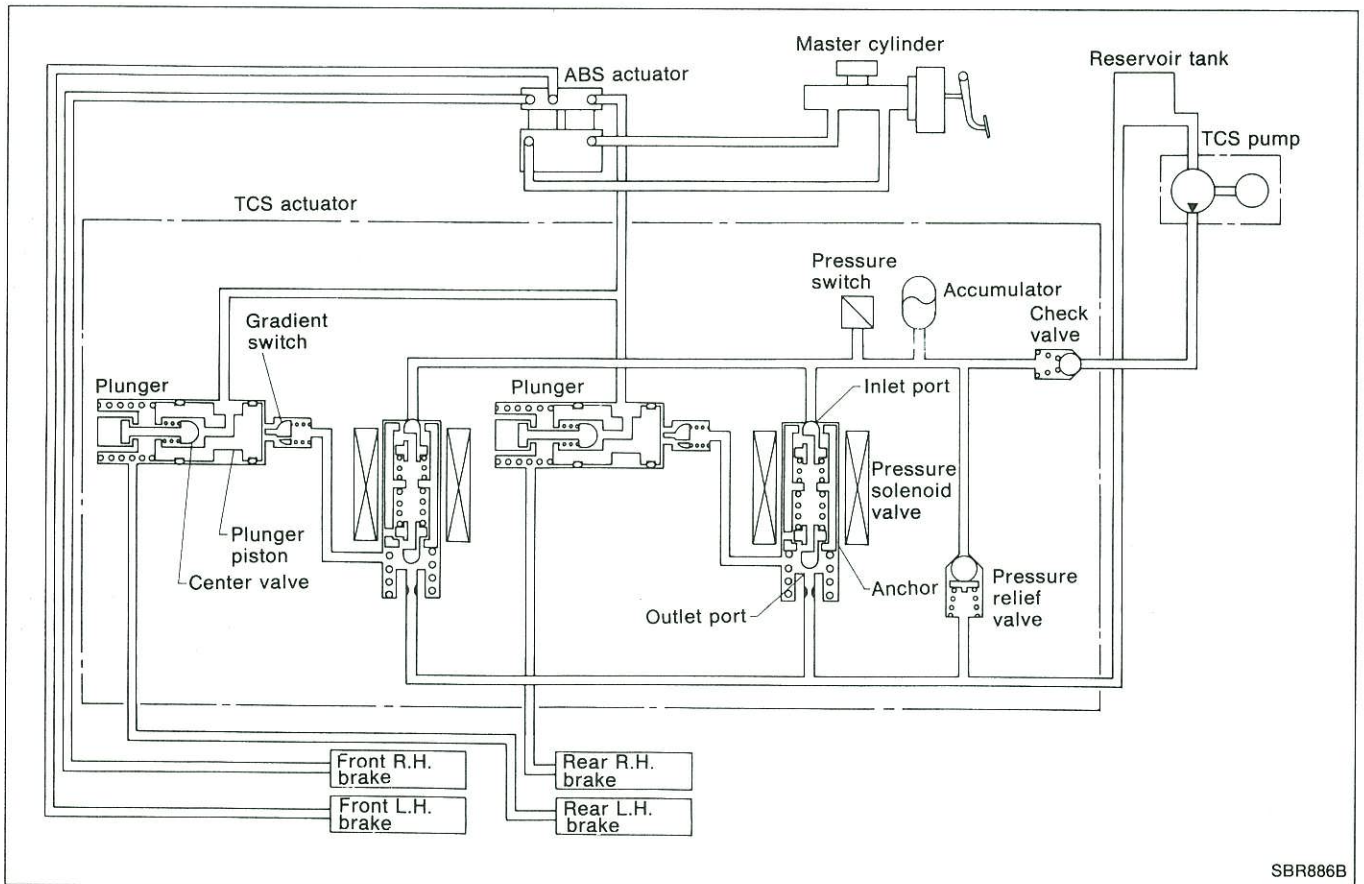 Master cylinder
Reservoir tank
ABS actuator
TCS pump
TCS actuator
Pressure
switch
Accumulator
Check
valve
Gradient
switch
Plunger
Plunger
Inlet port
Pressure
solenoid
valve
Plunger
piston
Center valve
Anchor
Pressure
relief
valve
Outlet port
Front R.H.
brake
Rear R.H.
brake
Front L.H.
brake
Rear L.H.
brake
SBR886B